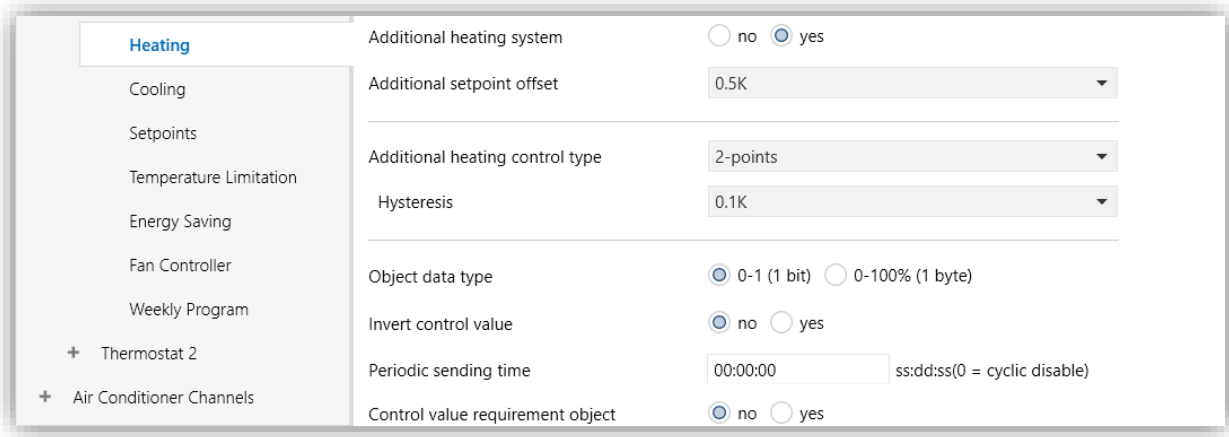 Heating
Cooling
Setpoints
Temperature Limitation
Energy Saving
Fan Controller
Weekly Program
+ Thermostat 2
+ Air Conditioner Channels
Additional heating system no yes
Additional setpoint offset 0.5K
Additional heating control type 2-points
Hysteresis 0.1K
Object data type 0-1 (1 bit) 0-100% (1 byte)
Invert control value no yes
Periodic sending time 00:00:00 ss:dd:ss(0 = cyclic disable)
Control value requirement object no yes